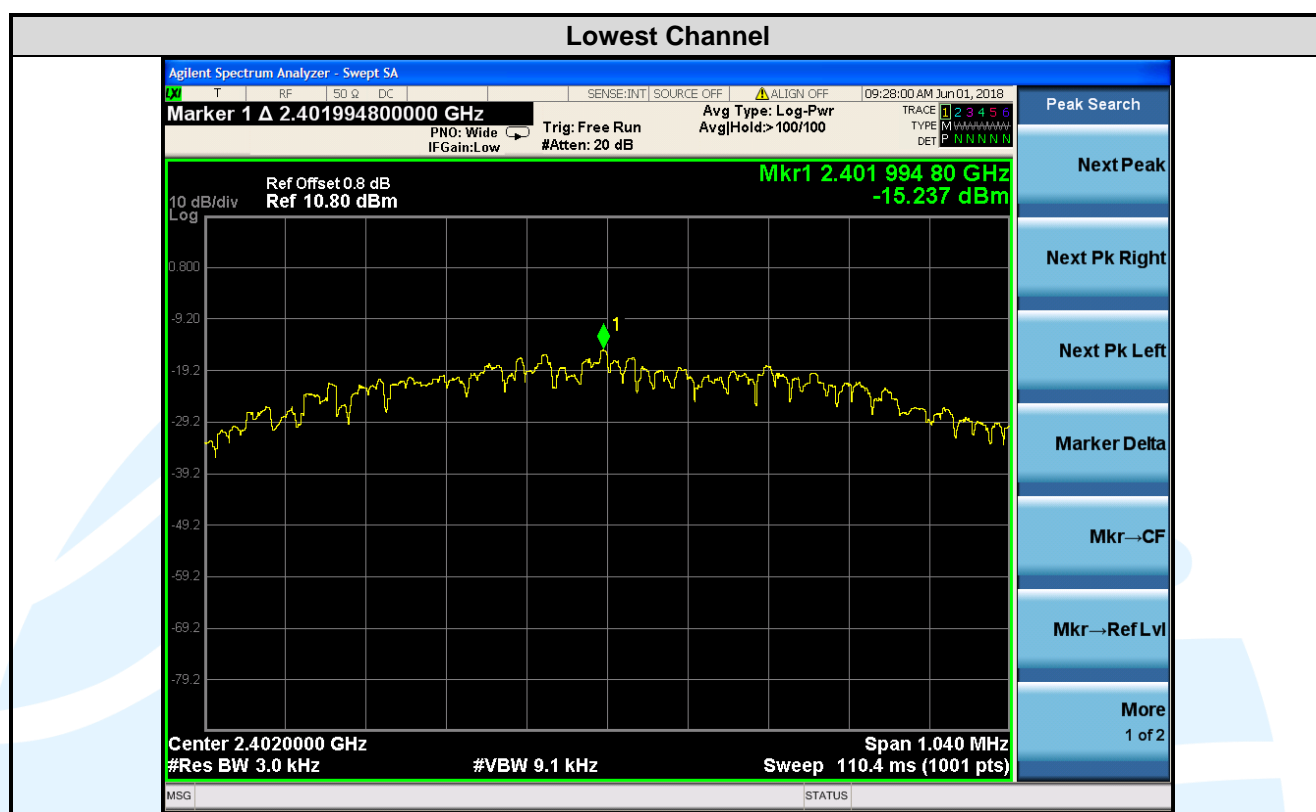 Lowest Channel
Agilent Spectrum Analyzer - Swept SA
LXI T RF 50 Ω DC SENSE:INT SOURCE OFF ALIGN OFF 09:28:00 AM Jun 01, 2018
Marker 1 Δ 2.401994800000 GHz
PNO: Wide
IFGain:Low
Trig: Free Run
#Atten: 20 dB
Avg Type: Log-Pwr
Avg|Hold:>100/100
TRACE 1 2 3 4 5 6
TYPE M WWWWW
DET P N N N N N
Mkr1 2.401 994 80 GHz
-15.237 dBm
Ref Offset 0.8 dB
10 dB/div Ref 10.80 dBm
Log
0.800
-9.20
-19.2
-29.2
-39.2
-49.2
-59.2
-69.2
-79.2
1
Center 2.4020000 GHz Span 1.040 MHz
#Res BW 3.0 kHz #VBW 9.1 kHz Sweep 110.4 ms (1001 pts)
MSG STATUS
Peak Search
Next Peak
Next Pk Right
Next Pk Left
Marker Delta
Mkr→CF
Mkr→Ref Lvl
More
1 of 2